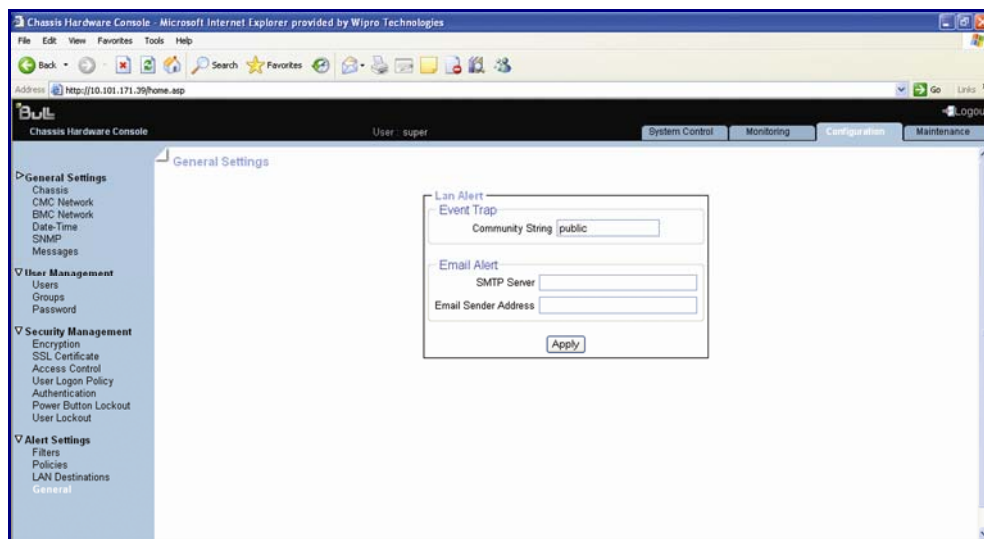 Chassis Hardware Console - Microsoft Internet Explorer provided by Wipro Technologies
File Edit View Favorites Tools Help
Back Search Favorites
Address http://10.101.171.39/home.asp Go Links
Bull Logou
Chassis Hardware Console User : super System Control Monitoring Configuration Maintenance
General Settings
General Settings
Chassis
CMC Network
BMC Network
Date-Time
SNMP
Messages
User Management
Users
Groups
Password
Security Management
Encryption
SSL Certificate
Access Control
User Logon Policy
Authentication
Power Button Lockout
User Lockout
Alert Settings
Filters
Policies
LAN Destinations
General
Lan Alert
Event Trap
Community String public
Email Alert
SMTP Server
Email Sender Address
Apply